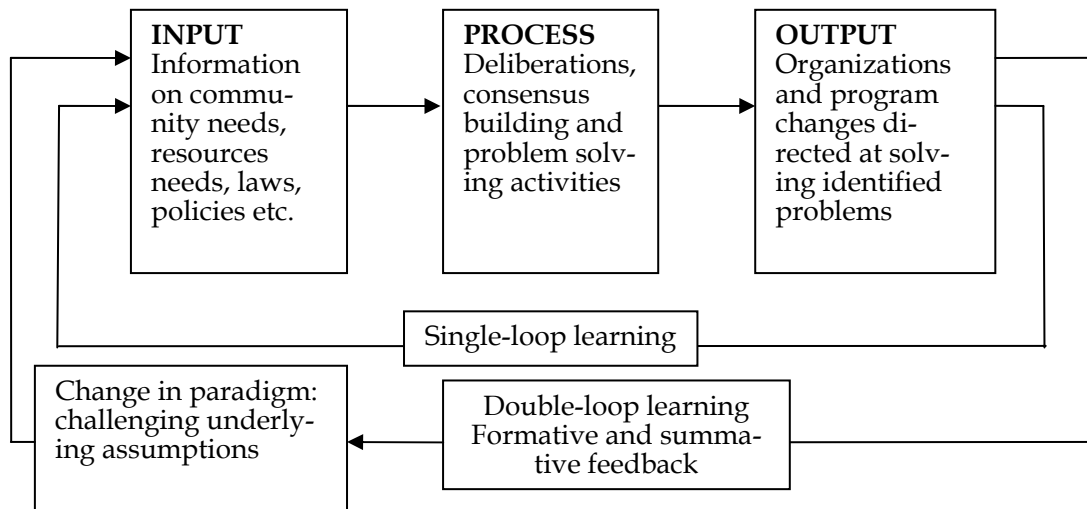 INPUT
Information
on commu-
nity needs,
resources
needs, laws,
policies etc.
PROCESS
Deliberations,
consensus
building and
problem solv-
ing activities
OUTPUT
Organizations
and program
changes di-
rected at solv-
ing identified
problems
Single-loop learning
Change in paradigm:
challenging underly-
ing assumptions
Double-loop learning
Formative and summa-
tive feedback